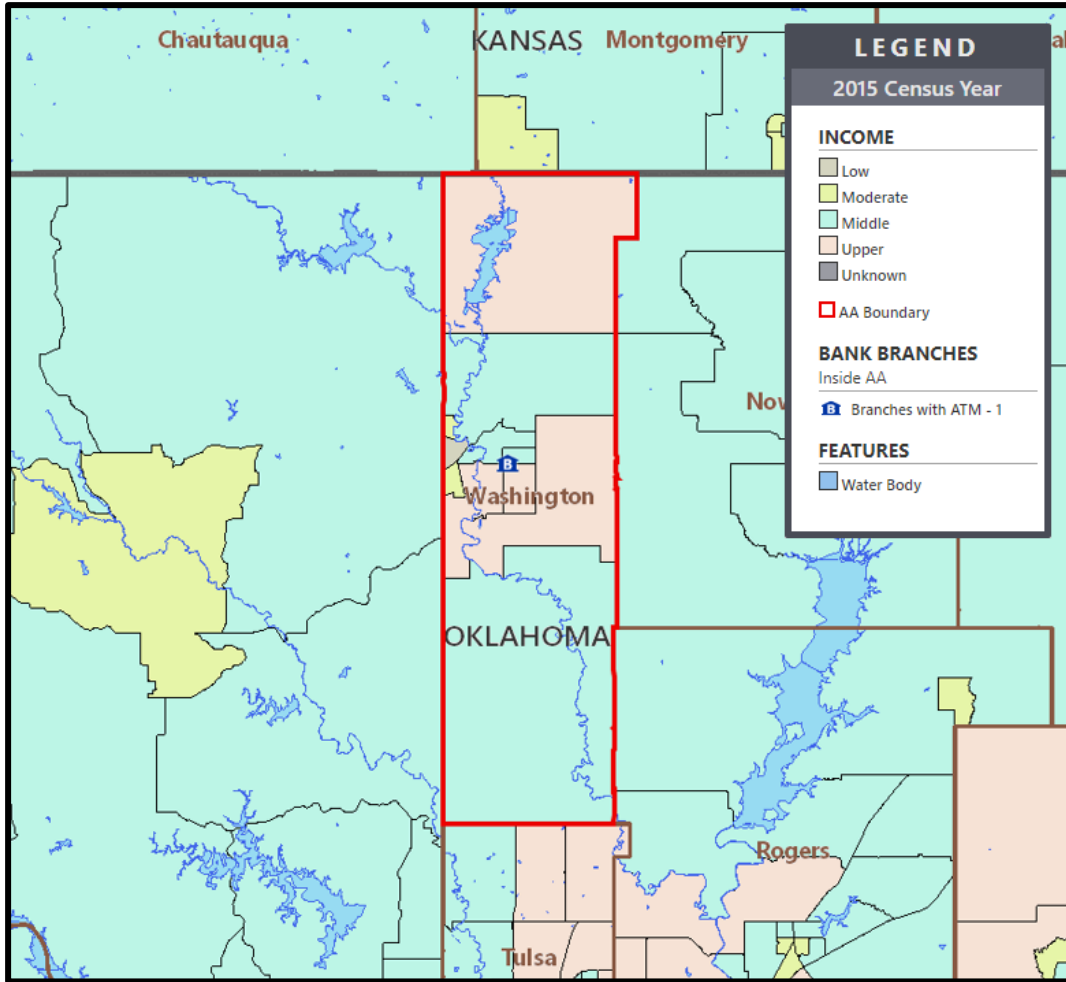 Chautauqua
KANSAS
Montgomery
LEGEND
2015 Census Year
INCOME
Low
Moderate
Middle
Upper
Unknown
AA Boundary
BANK BRANCHES
Inside AA
B Branches with ATM - 1
FEATURES
Water Body
B
Washington
OKLAHOMA
Rogers
Tulsa